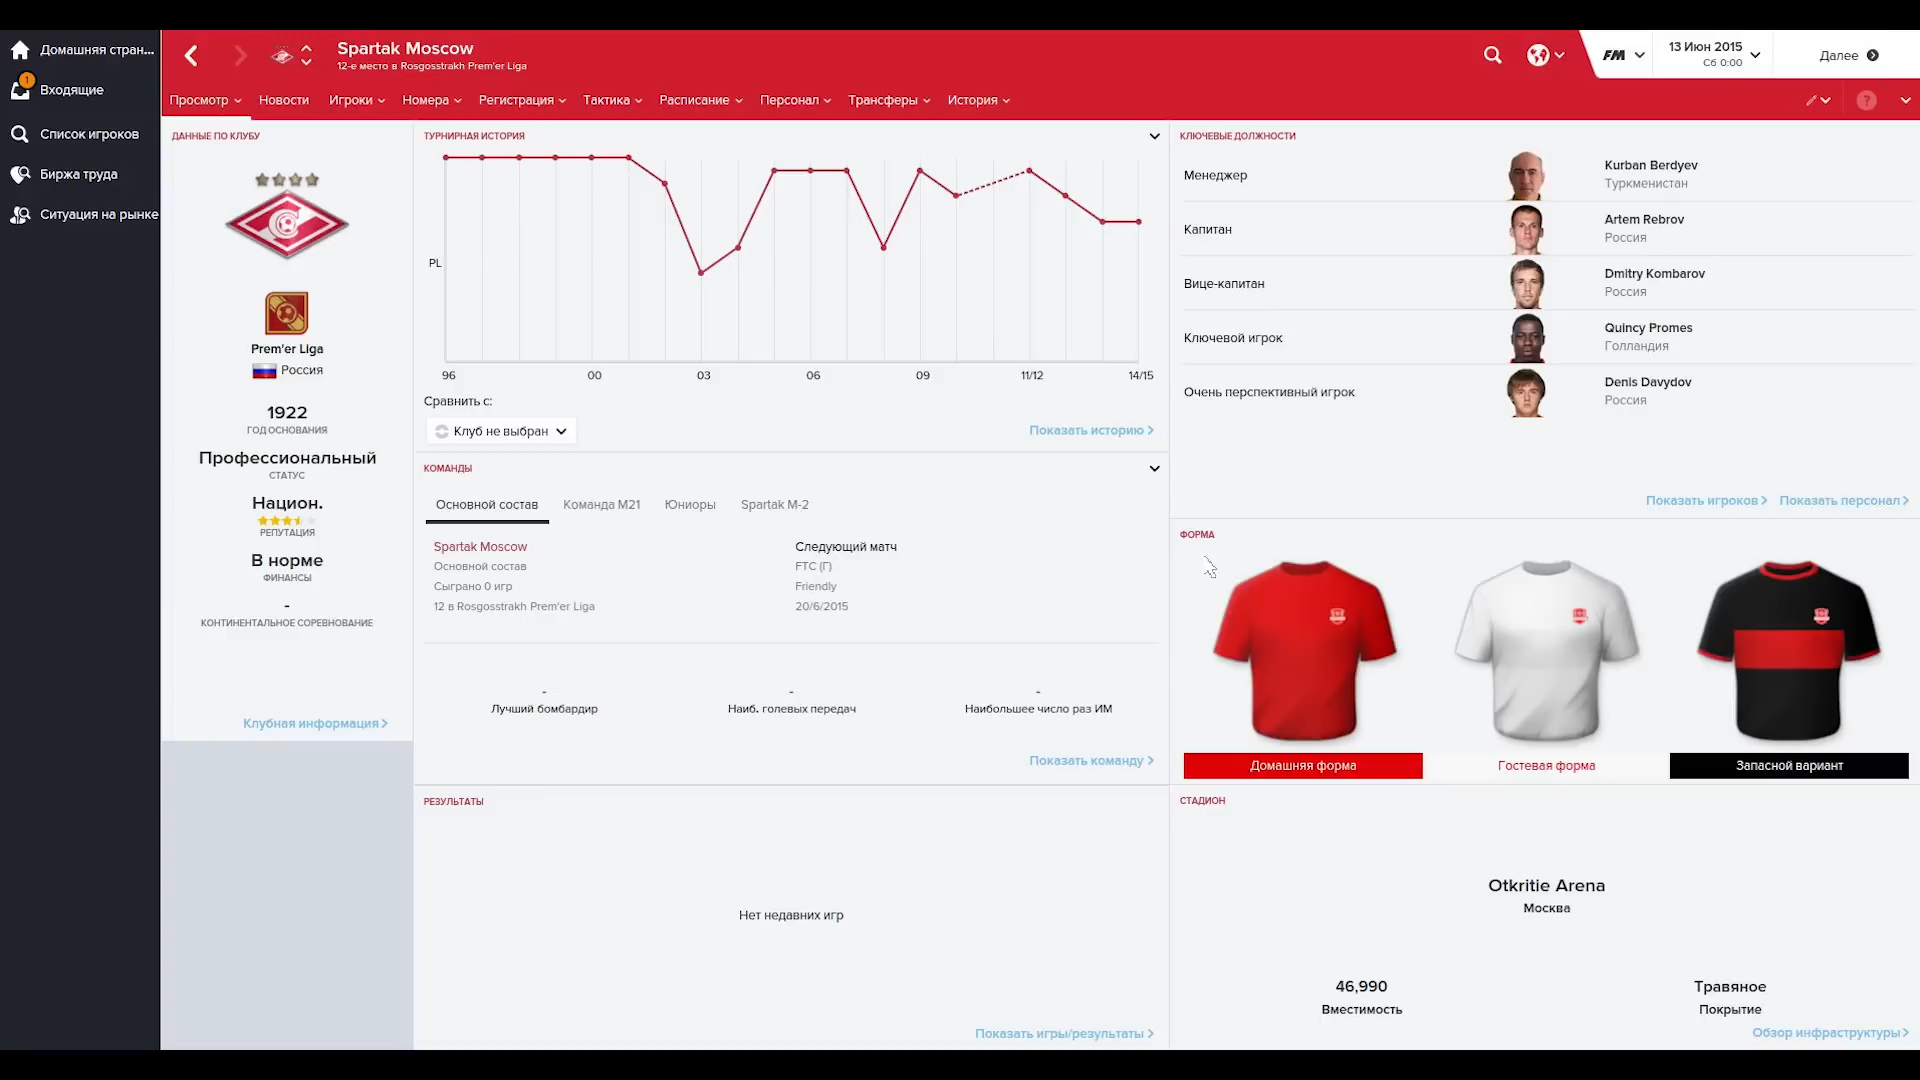 Домашняя стран...
1
Входящие
Список игроков
Биржа труда
Ситуация на рынке
Spartak Moscow
12-е место в Rosgosstrakh Prem'er Liga
FM
13 Июн 2015
Сб 0:00
Далее
Просмотр
Новости
Игроки
Номера
Регистрация
Тактика
Расписание
Персонал
Трансферы
История
?
ДАННЫЕ ПО КЛУБУ
Prem'er Liga
Россия
1922
ГОД ОСНОВАНИЯ
Профессиональный
СТАТУС
Национ.
РЕПУТАЦИЯ
В норме
ФИНАНСЫ
-
КОНТИНЕНТАЛЬНОЕ СОРЕВНОВАНИЕ
Клубная информация
ТУРНИРНАЯ ИСТОРИЯ
PL
96 00 03 06 09 11/12 14/15
Сравнить с:
Клуб не выбран
Показать историю
КОМАНДЫ
Основной состав
Команда M21
Юниоры
Spartak M-2
Spartak Moscow
Основной состав
Сыграно 0 игр
12 в Rosgosstrakh Prem'er Liga
Следующий матч
FTC (Г)
Friendly
20/6/2015
-
Лучший бомбардир
-
Наиб. голевых передач
-
Наибольшее число раз ИМ
Показать команду
РЕЗУЛЬТАТЫ
Нет недавних игр
Показать игры/результаты
КЛЮЧЕВЫЕ ДОЛЖНОСТИ
Менеджер
Kurban Berdyev
Туркменистан
Капитан
Artem Rebrov
Россия
Вице-капитан
Dmitry Kombarov
Россия
Ключевой игрок
Quincy Promes
Голландия
Очень перспективный игрок
Denis Davydov
Россия
Показать игроков
Показать персонал
ФОРМА
Домашняя форма
Гостевая форма
Запасной вариант
СТАДИОН
Otkritie Arena
Москва
46,990
Вместимость
Травяное
Покрытие
Обзор инфраструктуры